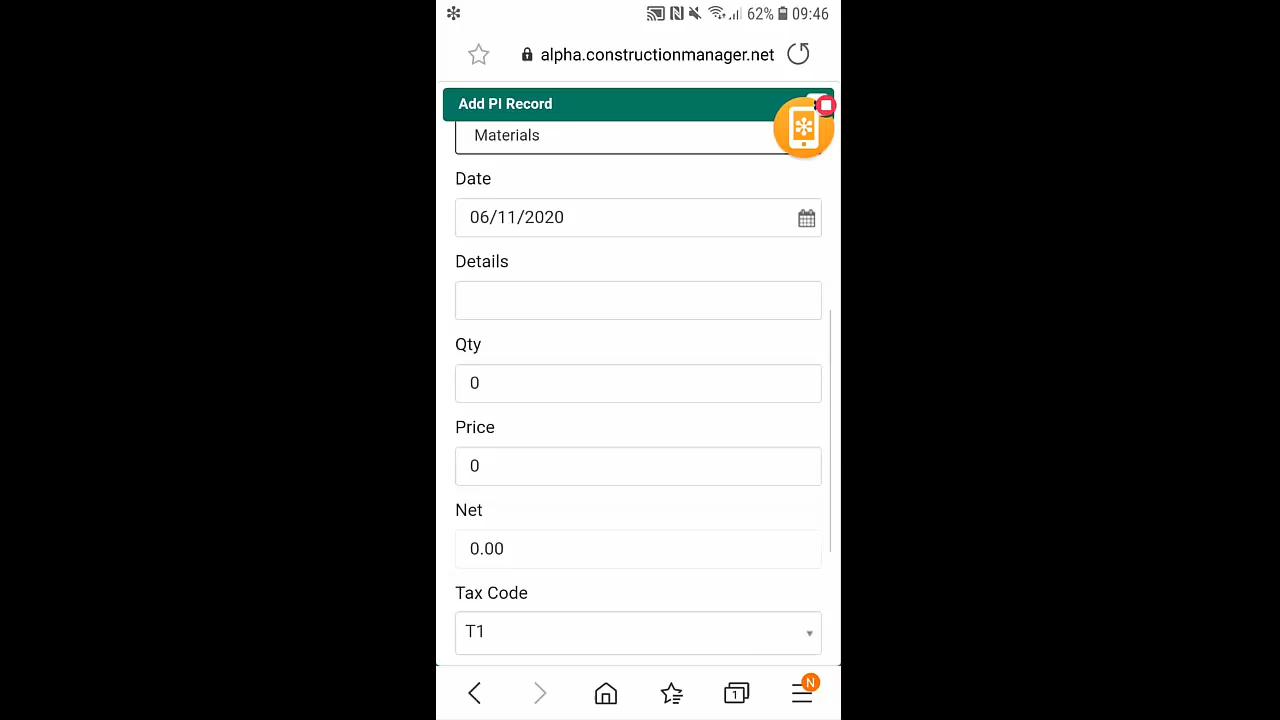 62% 09:46
alpha.constructionmanager.net
Add PI Record
Materials
Date
06/11/2020
Details
Qty
0
Price
0
Net
0.00
Tax Code
T1
1
N